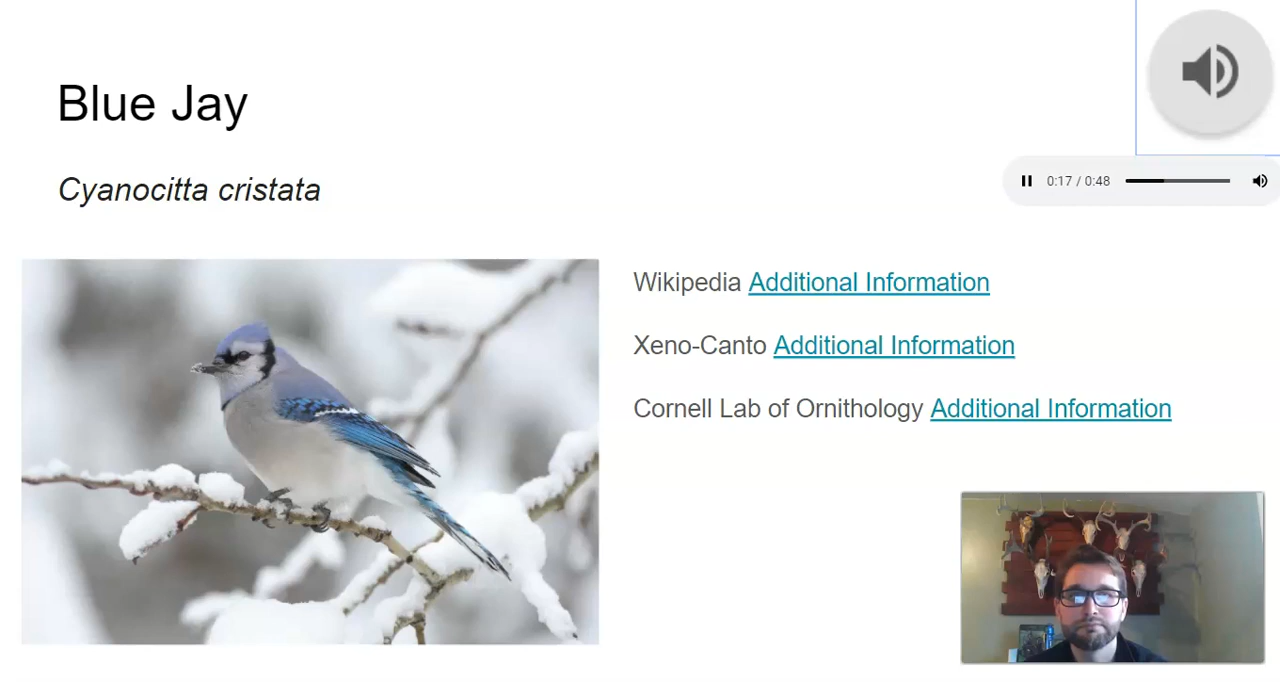 Blue Jay
Cyanocitta cristata
0:17 / 0:48
Wikipedia Additional Information
Xeno-Canto Additional Information
Cornell Lab of Ornithology Additional Information